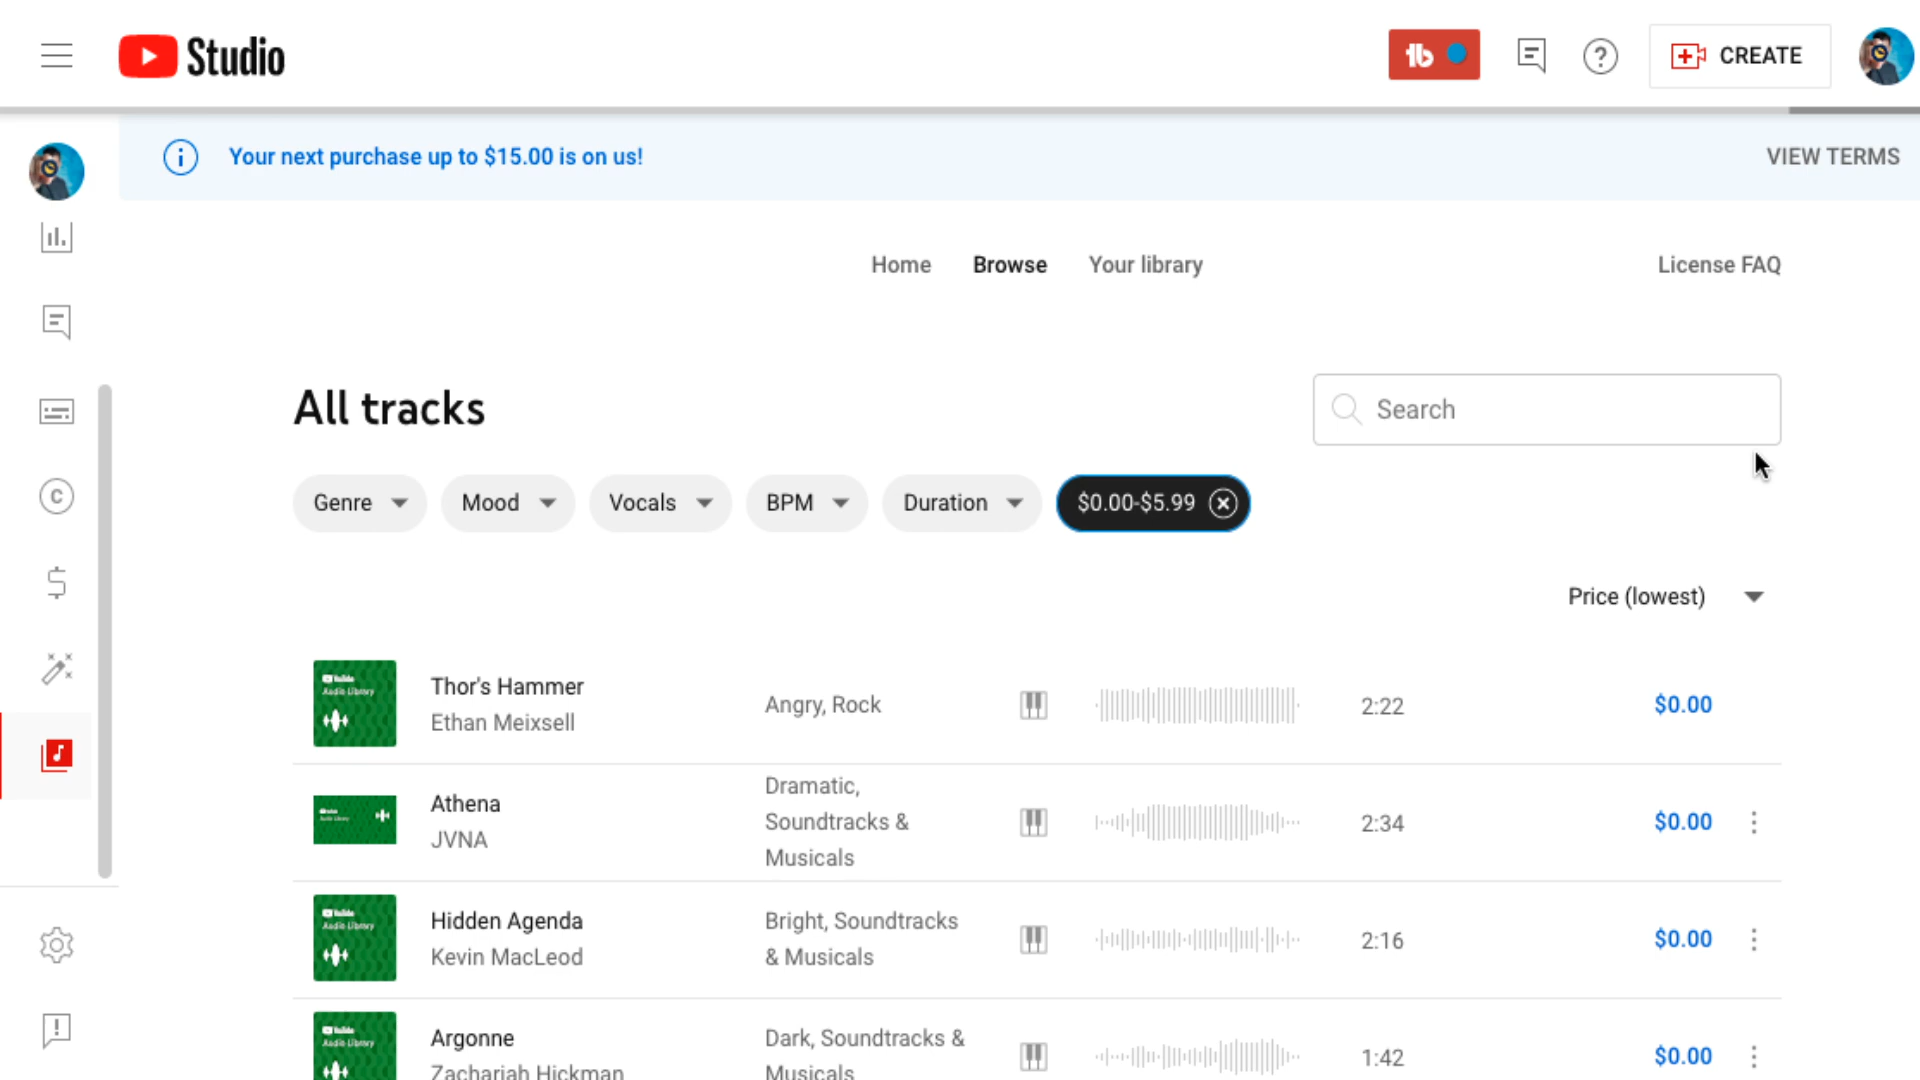 Studio
CREATE
Your next purchase up to $15.00 is on us!
VIEW TERMS
Home
Browse
Your library
License FAQ
All tracks
Search
Genre
Mood
Vocals
BPM
Duration
$0.00-$5.99
Price (lowest)
Thor's Hammer
Ethan Meixsell
Angry, Rock
2:22
$0.00
Athena
JVNA
Dramatic,
Soundtracks &
Musicals
2:34
$0.00
YouTube
Audio Library
Hidden Agenda
Kevin MacLeod
Bright, Soundtracks
& Musicals
2:16
$0.00
Argonne
Zachariah Hickman
Dark, Soundtracks &
Musicals
1:42
$0.00